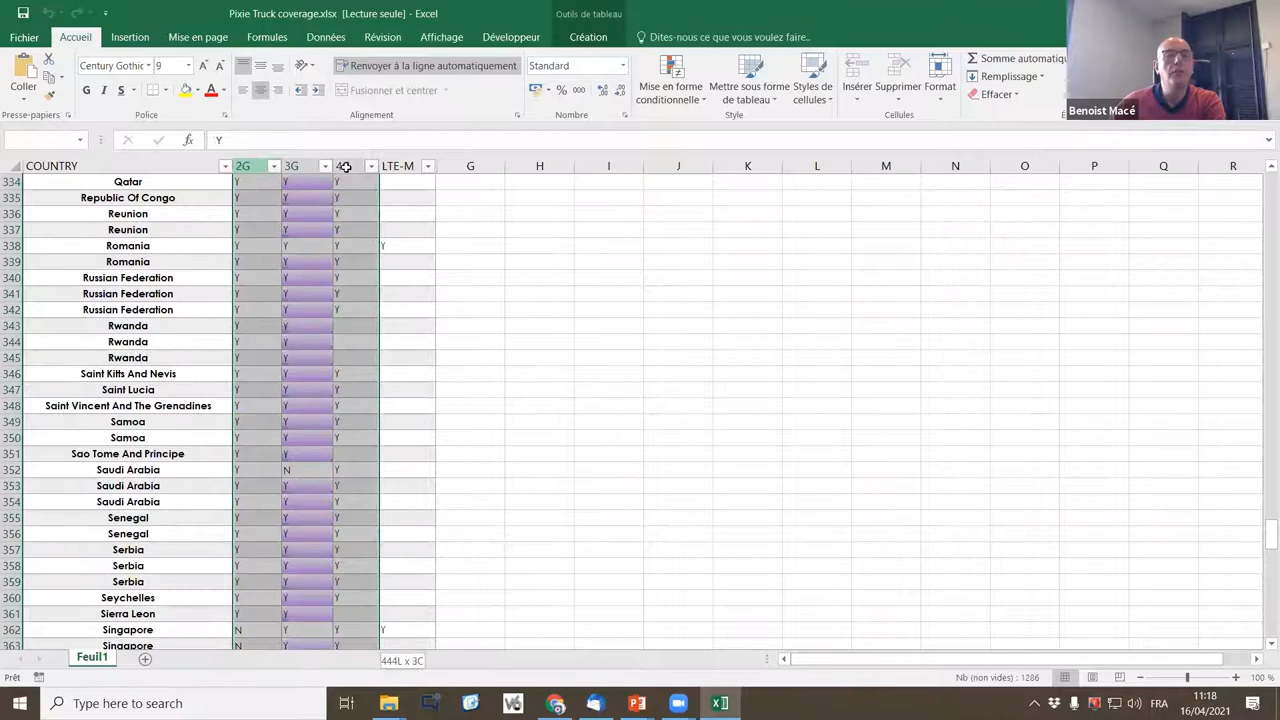 Pixie Truck coverage.xlsx [Lecture seule] - Excel
Outils de tableau
Fichier Accueil Insertion Mise en page Formules Données Révision Affichage Développeur Création Dites-nous ce que vous voulez faire..
Coller
Century Gothic 9
G I S
Renvoyer à la ligne automatiquement
Fusionner et centrer
Standard
% 000
Mise en forme conditionnelle
Mettre sous forme de tableau
Styles de cellules
Insérer Supprimer Format
Somme automatiqu
Remplissage
Effacer
Benoist Macé
Presse-papiers Police Alignement Nombre Style Cellules
fx Y
COUNTRY 2G 3G 4 LTE-M G H I J K L M N O P Q R
334 Qatar Y Y Y
335 Republic Of Congo Y Y Y
336 Reunion Y Y Y
337 Reunion Y Y Y
338 Romania Y Y Y Y
339 Romania Y Y Y
340 Russian Federation Y Y Y
341 Russian Federation Y Y Y
342 Russian Federation Y Y Y
343 Rwanda Y Y
344 Rwanda Y Y
345 Rwanda Y Y
346 Saint Kitts And Nevis Y Y Y
347 Saint Lucia Y Y Y
348 Saint Vincent And The Grenadines Y Y Y
349 Samoa Y Y Y
350 Samoa Y Y Y
351 Sao Tome And Principe Y Y
352 Saudi Arabia Y N Y
353 Saudi Arabia Y Y Y
354 Saudi Arabia Y Y Y
355 Senegal Y Y Y
356 Senegal Y Y Y
357 Serbia Y Y Y
358 Serbia Y Y Y
359 Serbia Y Y Y
360 Seychelles Y Y Y
361 Sierra Leon Y Y
362 Singapore N Y Y Y
363 Singapore N Y Y
Feuil1
444L x 3C
Prêt
Nb (non vides) : 1286
100 %
Type here to search
FRA
11:18
16/04/2021